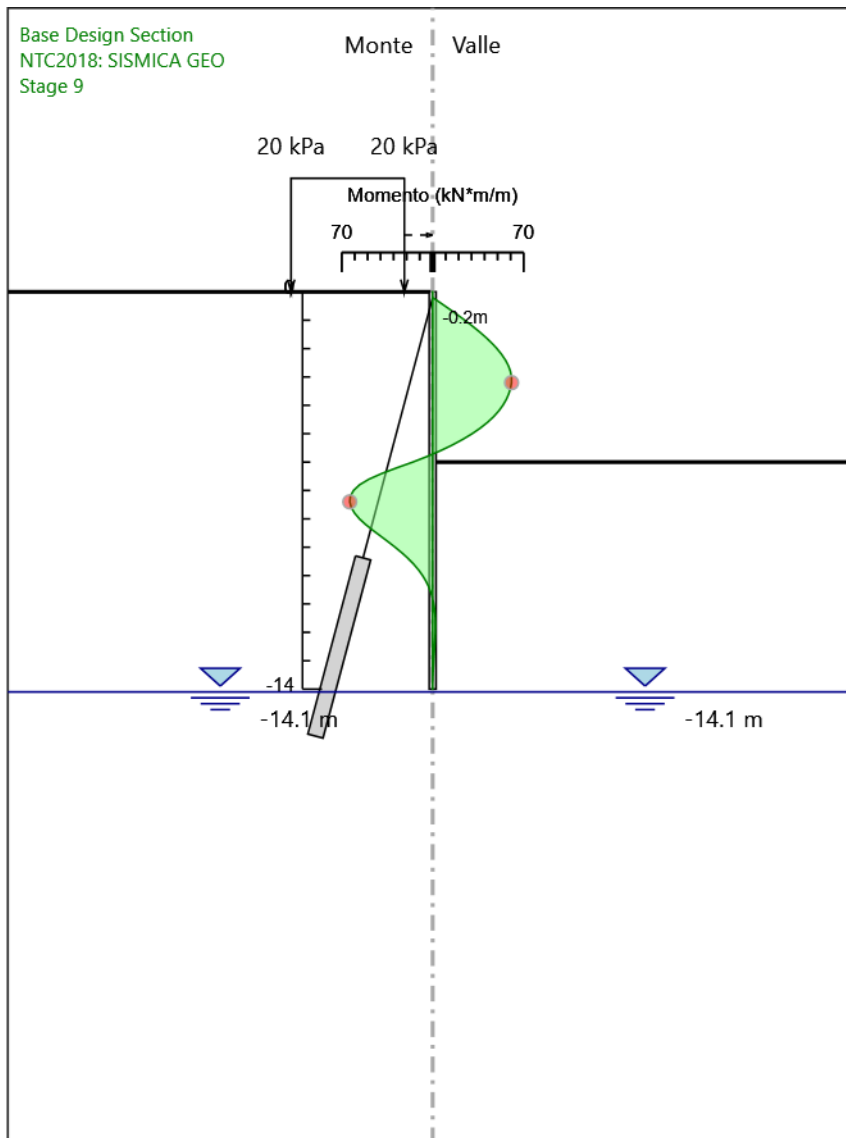 Base Design Section
NTC2018: SISMICA GEO
Stage 9
Monte Valle
20 kPa 20 kPa
Momento (kN*m/m)
70 70
0
-0.2m
-14
-14.1 m -14.1 m